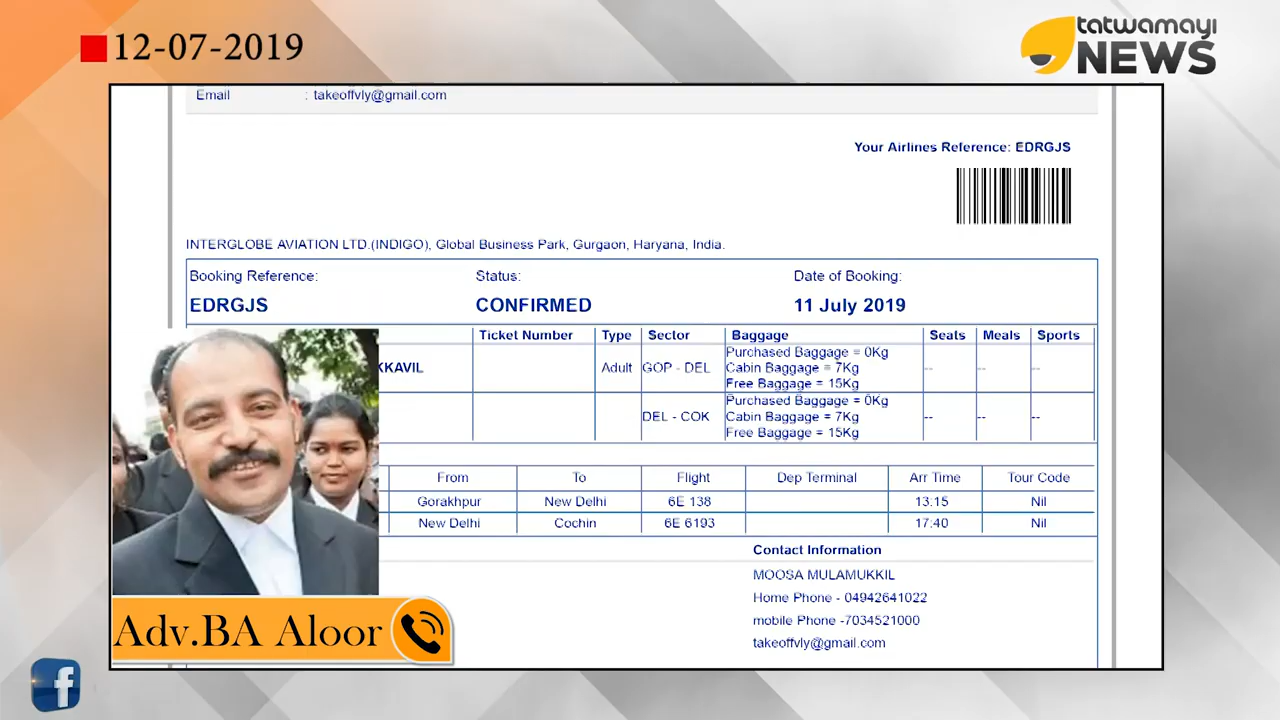 12-07-2019
tatwamayi
NEWS
Email : takeoffvly@gmail.com
Your Airlines Reference: EDRGJS
INTERGLOBE AVIATION LTD.(INDIGO), Global Business Park, Gurgaon, Haryana, India.
Booking Reference: Status: Date of Booking:
EDRGJS CONFIRMED 11 July 2019
Ticket Number Type Sector Baggage Seats Meals Sports
KKAVIL Adult GOP - DEL Purchased Baggage = 0Kg -- -- --
Cabin Baggage = 7Kg
Free Baggage = 15Kg
DEL - COK Purchased Baggage = 0Kg -- -- --
Cabin Baggage = 7Kg
Free Baggage = 15Kg
From To Flight Dep Terminal Arr Time Tour Code
Gorakhpur New Delhi 6E 138 13:15 Nil
New Delhi Cochin 6E 6193 17:40 Nil
Contact Information
MOOSA MULAMUKKIL
Home Phone - 04942641022
mobile Phone -7034521000
takeoffvly@gmail.com
Adv.BA Aloor
f